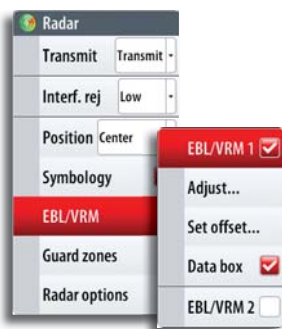 Radar
Transmit Transmit
Interf. rej Low
Position Center
Symbology
EBL/VRM
Guard zones
Radar options
EBL/VRM 1
Adjust...
Set offset...
Data box
EBL/VRM 2